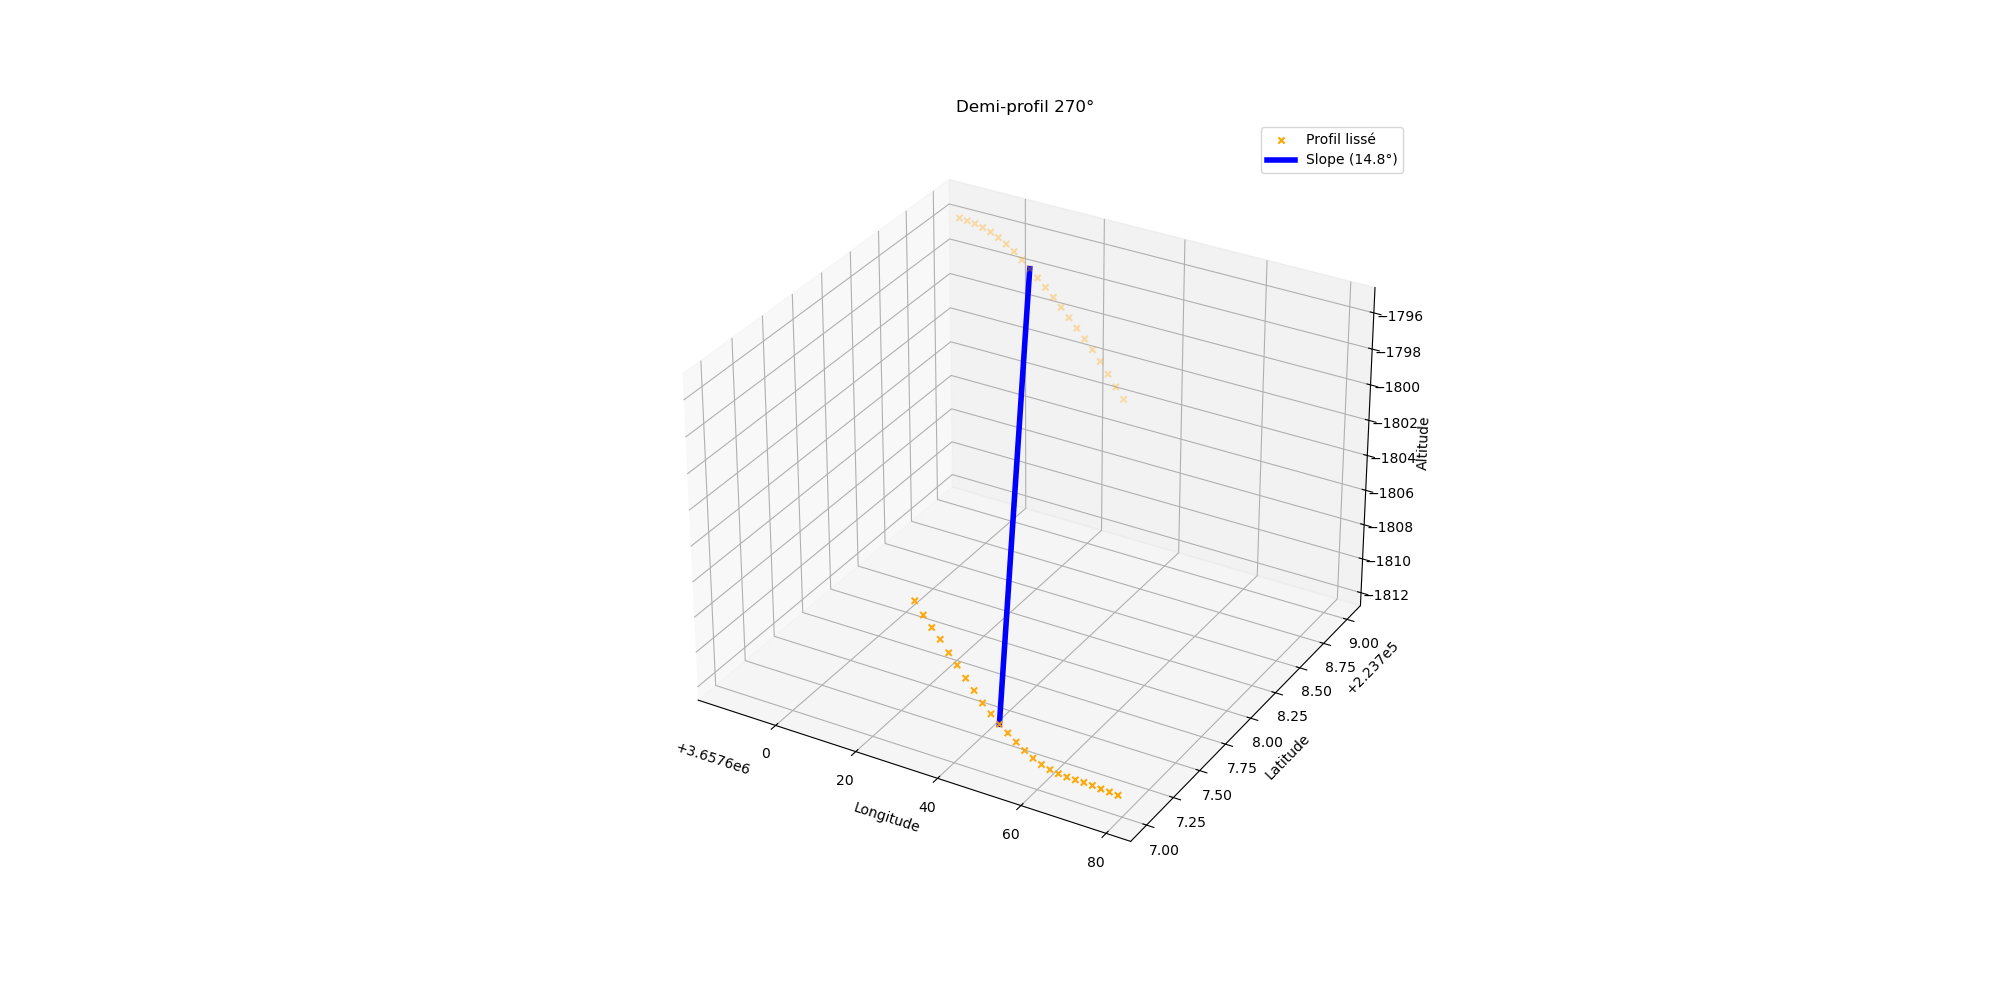 Demi-profil 270°
Profil lissé
Slope (14.8°)
−1796
−1798
−1800
−1802
−1804
−1806
−1808
−1810
−1812
Altitude
9.00
8.75
8.50
8.25
8.00
7.75
7.50
7.25
7.00
+2.237e5
Latitude
0
20
40
60
80
+3.6576e6
Longitude